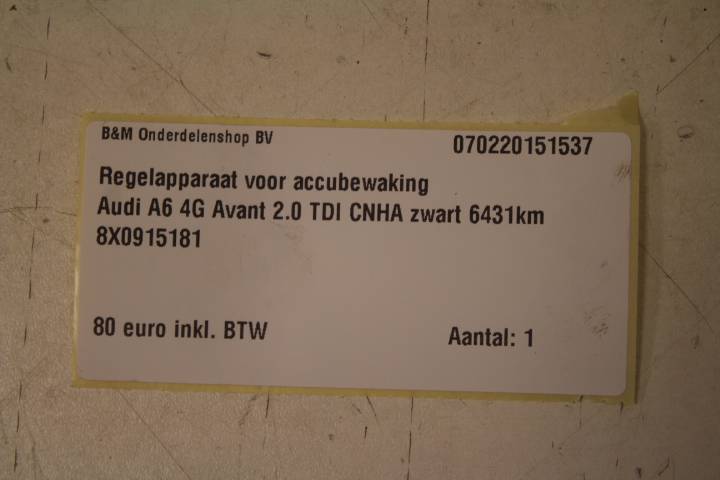 B&M Onderdelenshop BV 070220151537
Regelapparaat voor accubewaking
Audi A6 4G Avant 2.0 TDI CNHA zwart 6431km
8X0915181
80 euro inkl. BTW Aantal: 1